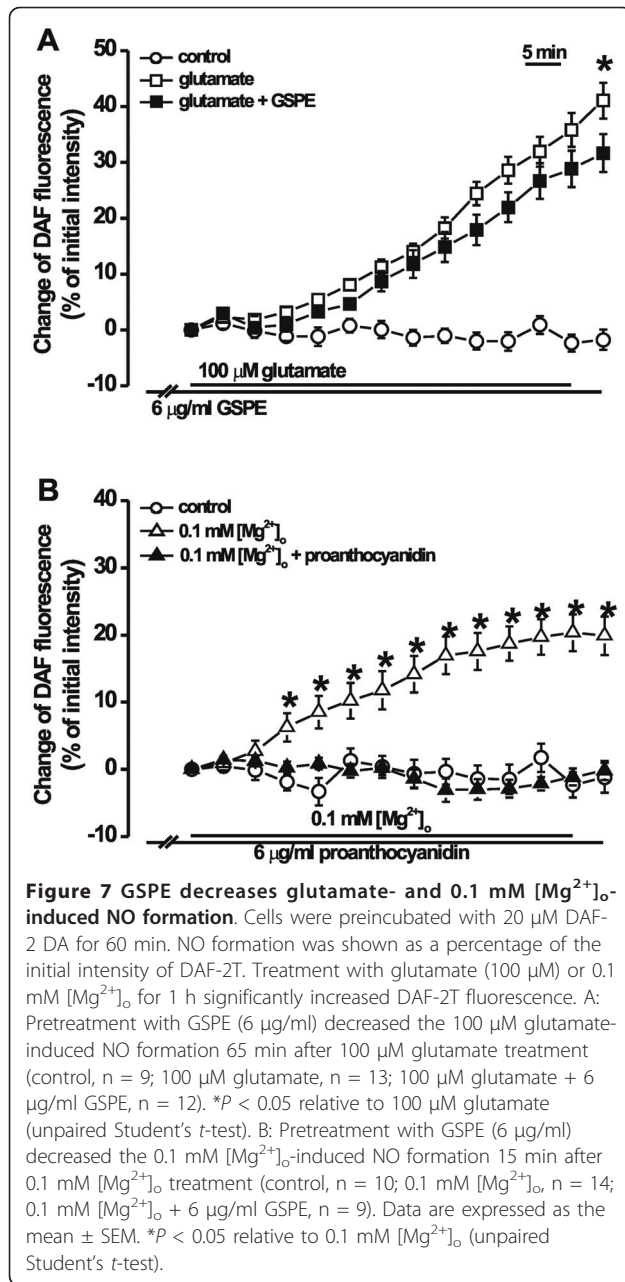 A
50
40
30
20
10
0
-10
Change of DAF fluorescence
(% of initial intensity)
control
glutamate
glutamate + GSPE
5 min
*
100 μM glutamate
6 μg/ml GSPE
B
40
30
20
10
0
-10
Change of DAF fluorescence
(% of initial intensity)
control
0.1 mM [Mg²⁺]ₒ
0.1 mM [Mg²⁺]ₒ + proanthocyanidin
* * * * * * * * * * *
0.1 mM [Mg²⁺]ₒ
6 μg/ml proanthocyanidin
Figure 7 GSPE decreases glutamate- and 0.1 mM [Mg²⁺]ₒ-
induced NO formation. Cells were preincubated with 20 μM DAF-
2 DA for 60 min. NO formation was shown as a percentage of the
initial intensity of DAF-2T. Treatment with glutamate (100 μM) or 0.1
mM [Mg²⁺]ₒ for 1 h significantly increased DAF-2T fluorescence. A:
Pretreatment with GSPE (6 μg/ml) decreased the 100 μM glutamate-
induced NO formation 65 min after 100 μM glutamate treatment
(control, n = 9; 100 μM glutamate, n = 13; 100 μM glutamate + 6
μg/ml GSPE, n = 12). *P < 0.05 relative to 100 μM glutamate
(unpaired Student's t-test). B: Pretreatment with GSPE (6 μg/ml)
decreased the 0.1 mM [Mg²⁺]ₒ-induced NO formation 15 min after
0.1 mM [Mg²⁺]ₒ treatment (control, n = 10; 0.1 mM [Mg²⁺]ₒ, n = 14;
0.1 mM [Mg²⁺]ₒ + 6 μg/ml GSPE, n = 9). Data are expressed as the
mean ± SEM. *P < 0.05 relative to 0.1 mM [Mg²⁺]ₒ (unpaired
Student's t-test).